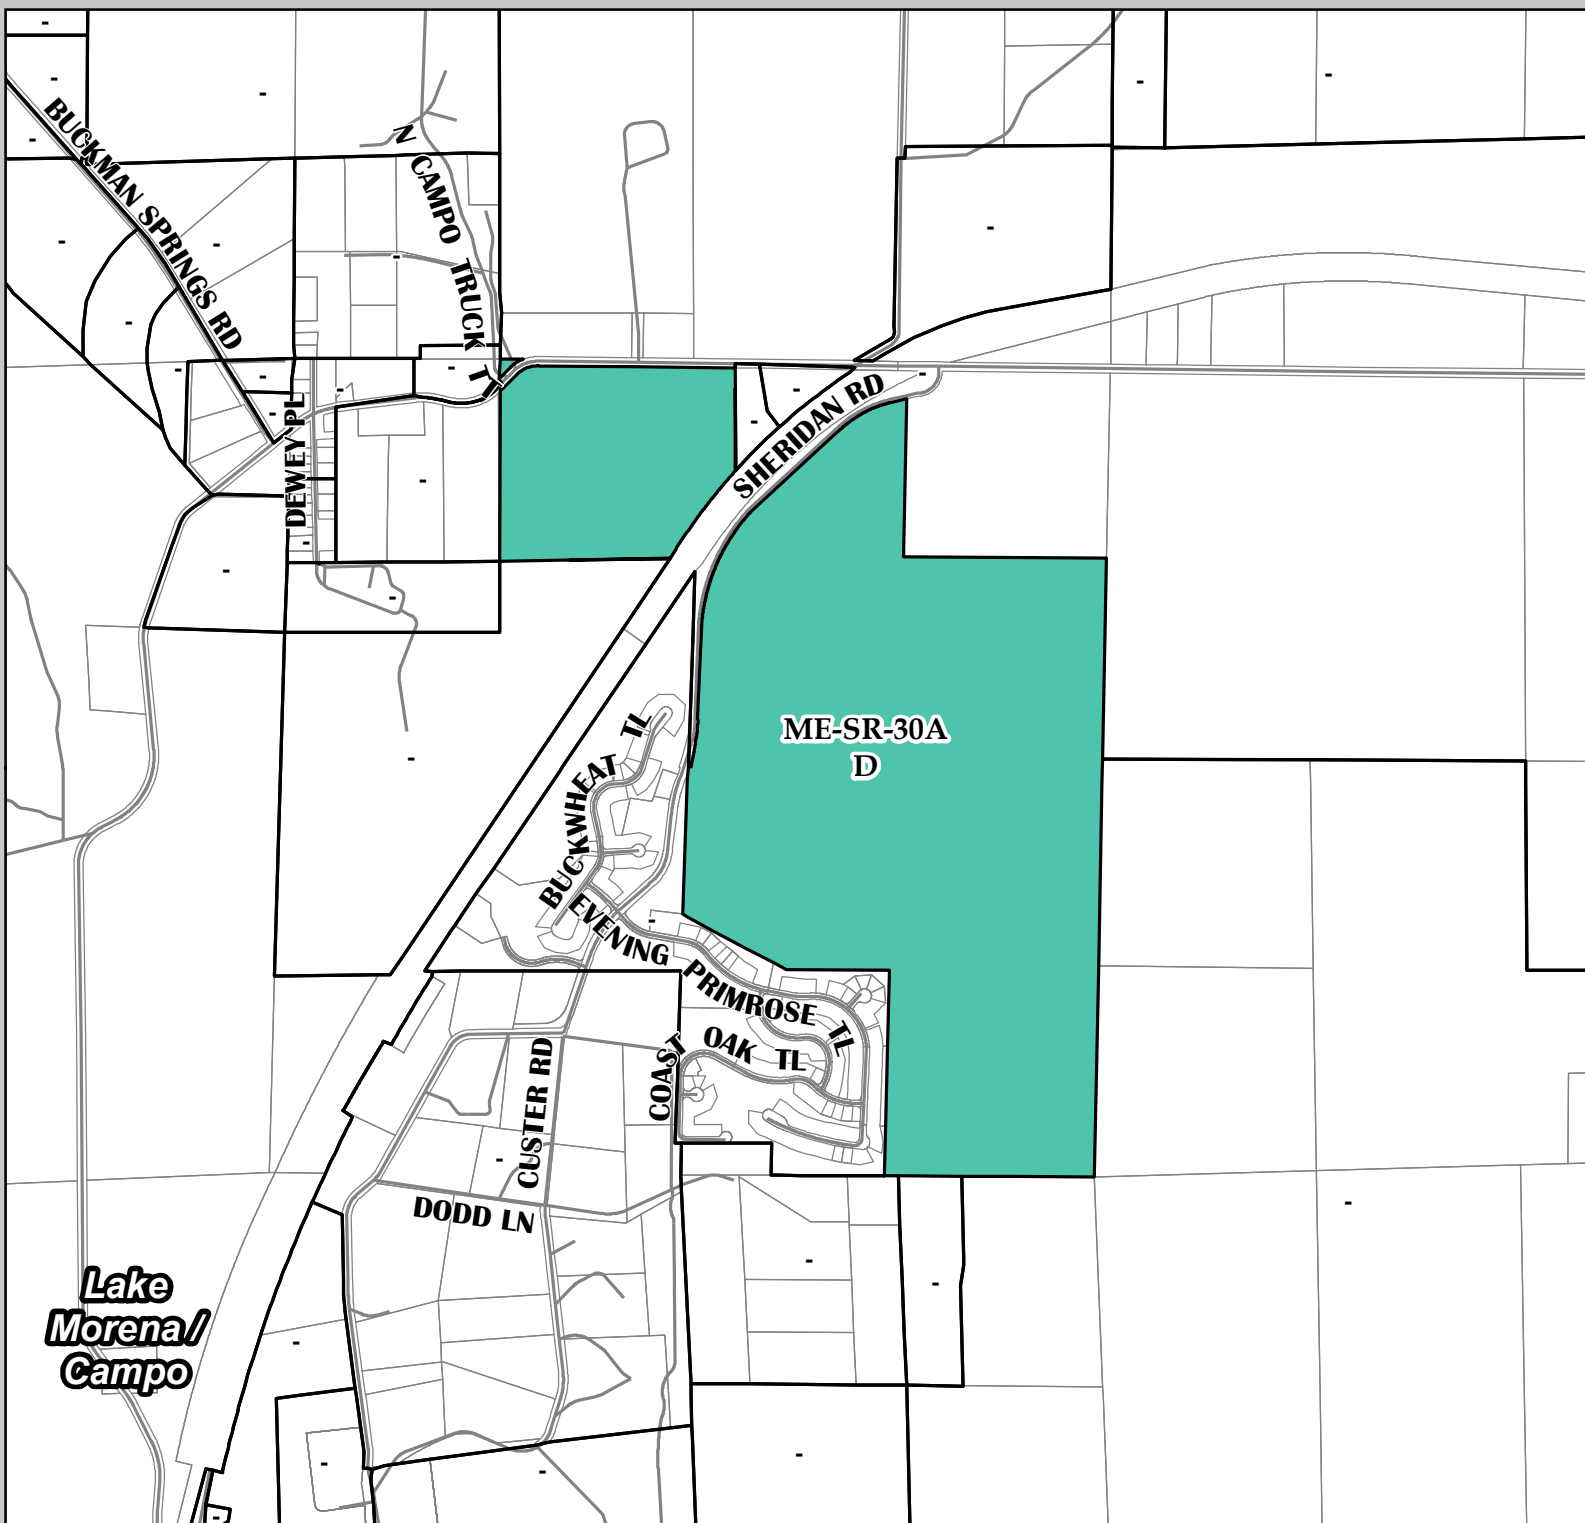 BUCKMAN SPRINGS RD
N CAMPO TRUCK TL
SHERIDAN RD
DEWEY PL
ME-SR-30A
D
BUCKWHEAT TL
EVENING PRIMROSE TL
COAST OAK TL
CUSTER RD
DODD LN
Lake
Morena/
Campo